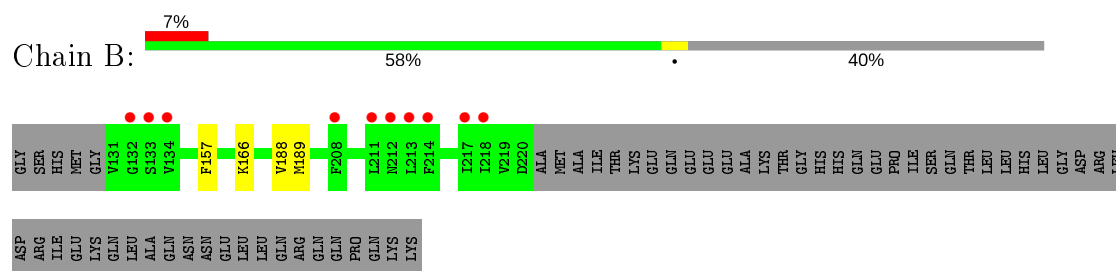 7%
Chain B:
58%
40%
GLY SER HIS MET GLY V131 G132 S133 V134 F157 K166 V188 M189 F208 L211 N212 L213 F214 I217 I218 V219 D220 ALA MET ALA ILE THR LYS GLU GLN GLU GLU GLU ALA LYS THR GLY HIS HIS GLN GLU PRO ILE SER GLN THR LEU LEU HIS LEU GLY ASP ARG
ASP ARG ILE GLU LYS GLN LEU ALA GLN ASN ASN GLU LEU LEU GLN ARG GLN GLN PRO GLN LYS LYS